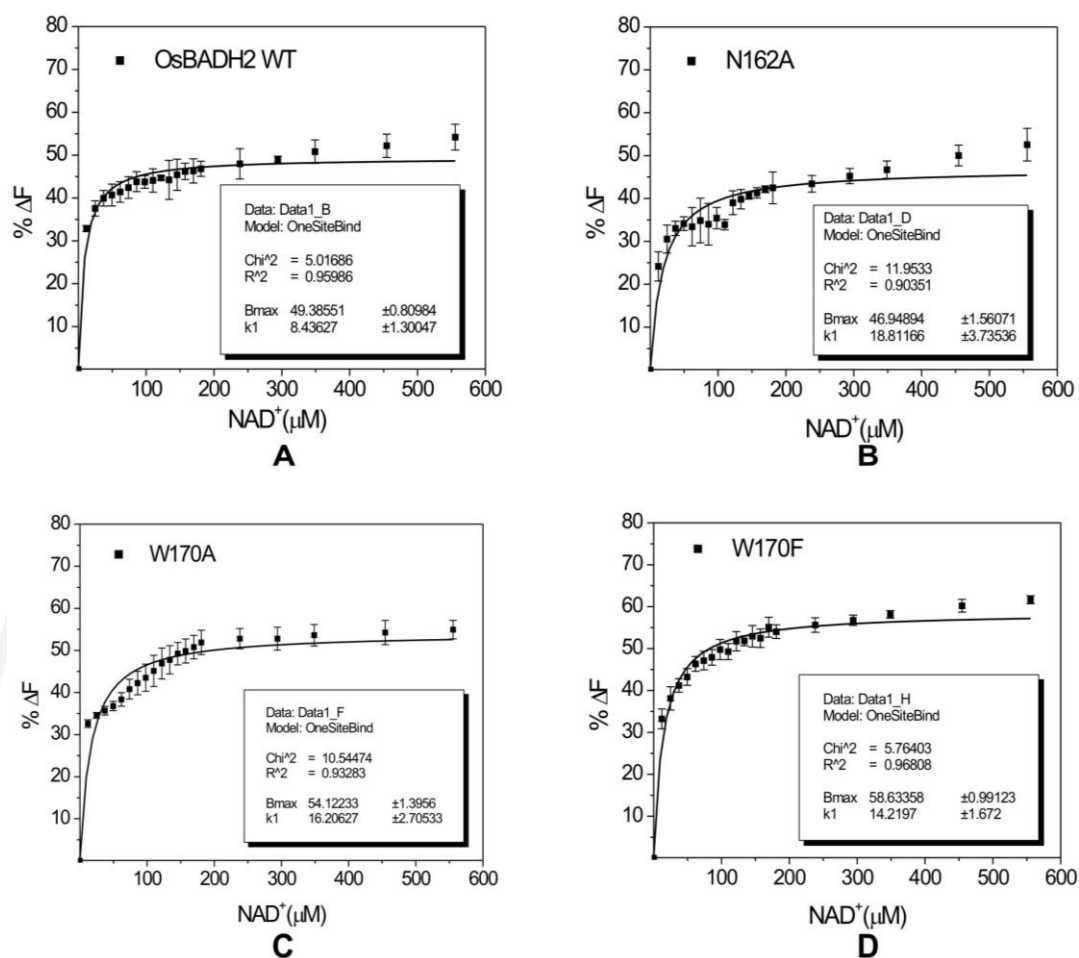 80
70
60
50
40
30
20
10
% ΔF
OsBADH2 WT
Data: Data1_B
Model: OneSiteBind
Chi^2 = 5.01686
R^2 = 0.95986
Bmax 49.38551 ±0.80984
k1 8.43627 ±1.30047
100 200 300 400 500 600
NAD⁺(μM)
A
80
70
60
50
40
30
20
10
% ΔF
N162A
Data: Data1_D
Model: OneSiteBind
Chi^2 = 11.9533
R^2 = 0.90351
Bmax 46.94894 ±1.56071
k1 18.81166 ±3.73536
100 200 300 400 500 600
NAD⁺(μM)
B
80
70
60
50
40
30
20
10
% ΔF
W170A
Data: Data1_F
Model: OneSiteBind
Chi^2 = 10.54474
R^2 = 0.93283
Bmax 54.12233 ±1.3956
k1 16.20627 ±2.70533
100 200 300 400 500 600
NAD⁺(μM)
C
80
70
60
50
40
30
20
10
% ΔF
W170F
Data: Data1_H
Model: OneSiteBind
Chi^2 = 5.76403
R^2 = 0.96808
Bmax 58.63358 ±0.99123
k1 14.2197 ±1.672
100 200 300 400 500 600
NAD⁺(μM)
D